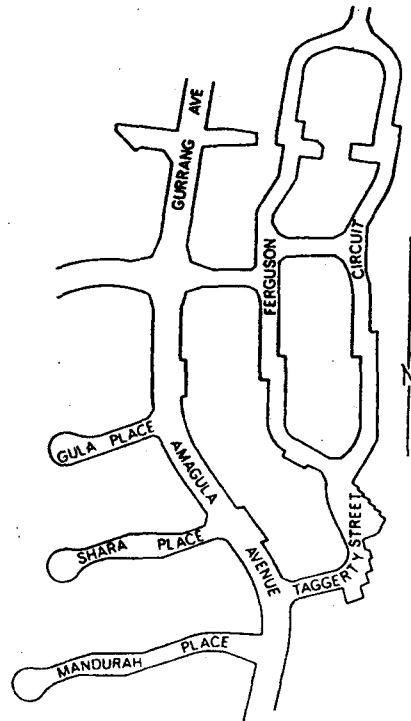 GURRANG AVE
FERGUSON CIRCUIT
GULA PLACE
AMAGULA AVENUE
SHARA PLACE
TAGGERTY STREET
MANDURAH PLACE